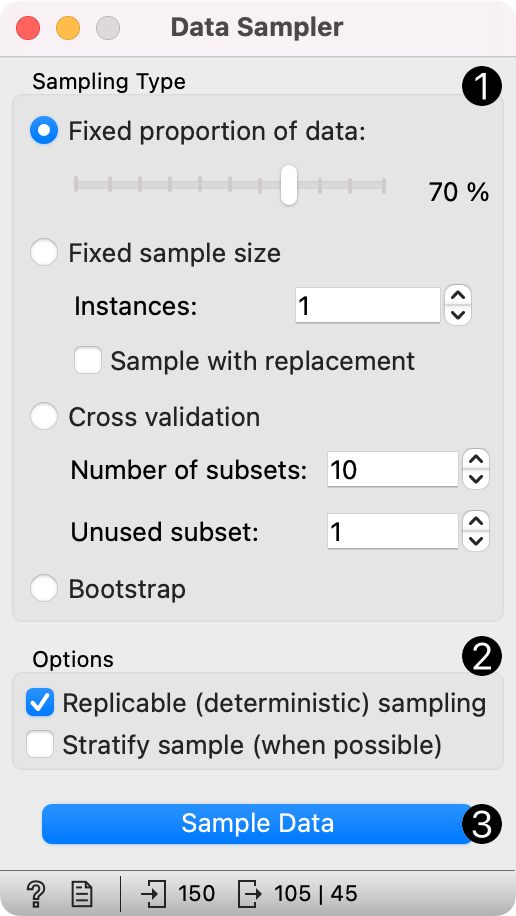 Data Sampler
Sampling Type 1
Fixed proportion of data:
70 %
Fixed sample size
Instances: 1
Sample with replacement
Cross validation
Number of subsets: 10
Unused subset: 1
Bootstrap
Options 2
Replicable (deterministic) sampling
Stratify sample (when possible)
Sample Data 3
? 150 105 | 45